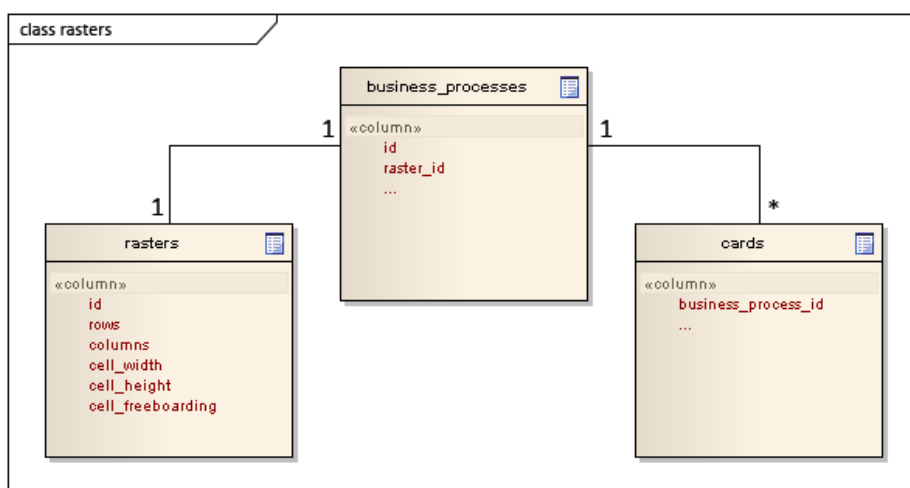 class rasters
business_processes
1
«column»
1
id
raster_id
...
1
*
rasters
cards
«column»
id
rows
columns
cell_width
cell_height
cell_freeboarding
«column»
business_process_id
...